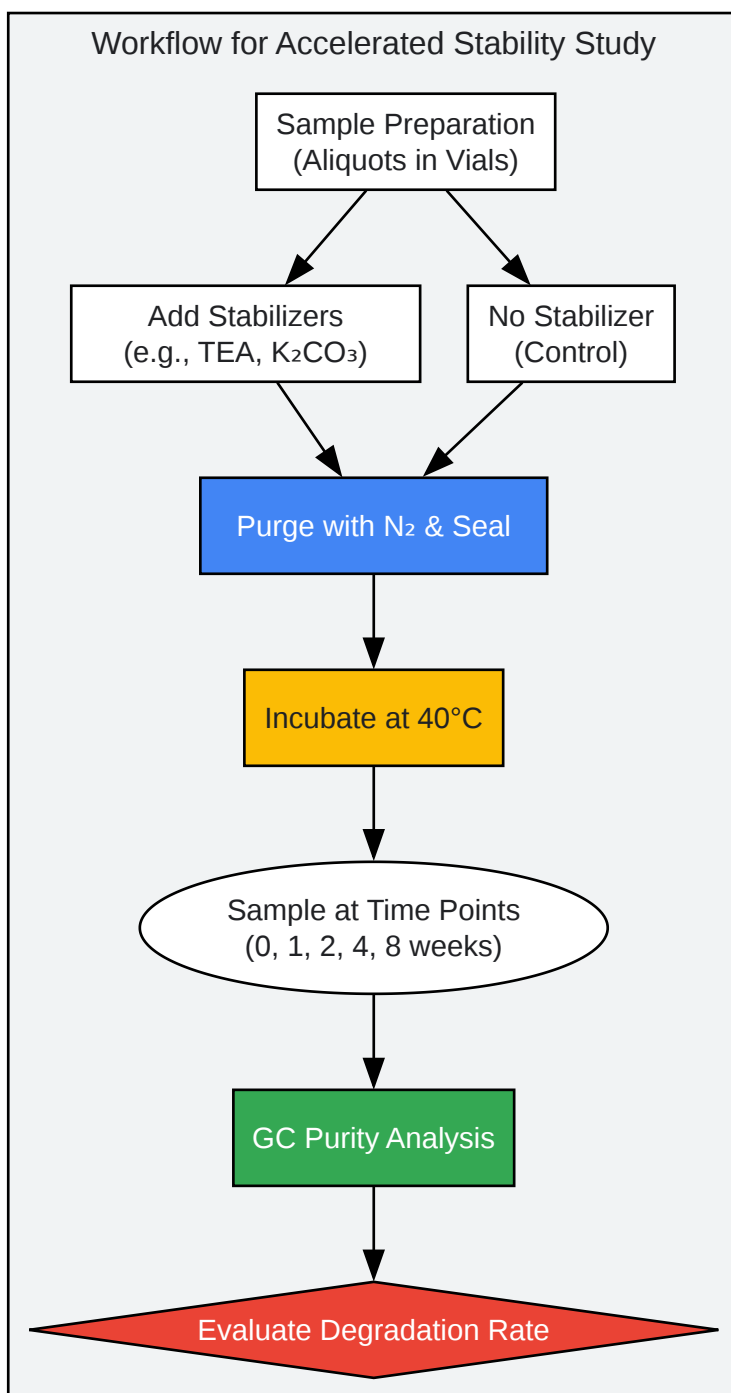 Workflow for Accelerated Stability Study
Sample Preparation
(Aliquots in Vials)
Add Stabilizers
(e.g., TEA, K₂CO₃)
No Stabilizer
(Control)
Purge with N₂ & Seal
Incubate at 40°C
Sample at Time Points
(0, 1, 2, 4, 8 weeks)
GC Purity Analysis
Evaluate Degradation Rate